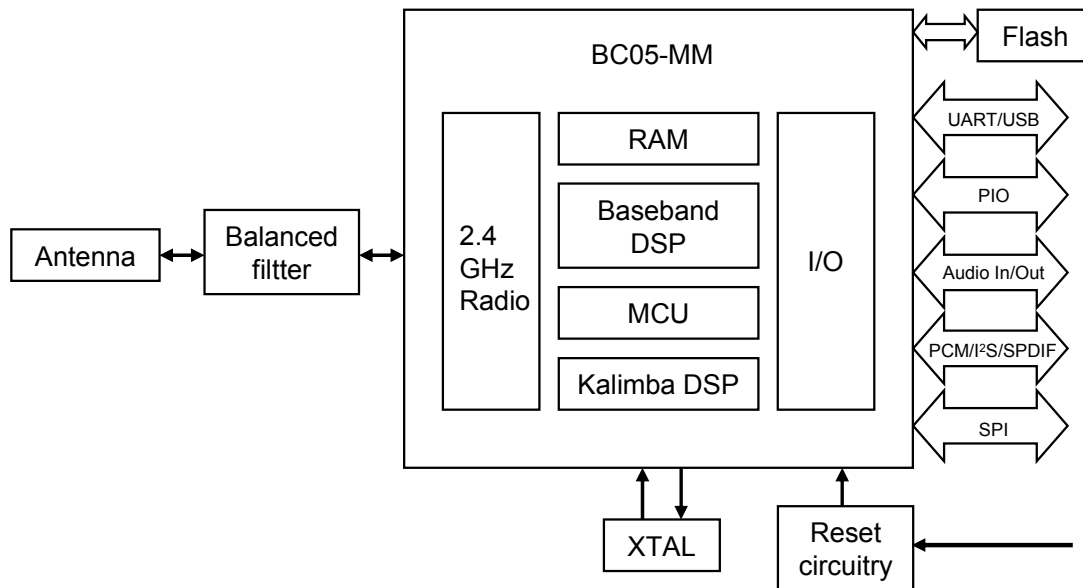 BC05-MM
Flash
RAM
Baseband
DSP
MCU
Kalimba DSP
2.4
GHz
Radio
I/O
Antenna
Balanced
filtter
UART/USB
PIO
Audio In/Out
PCM/I²S/SPDIF
SPI
XTAL
Reset
circuitry